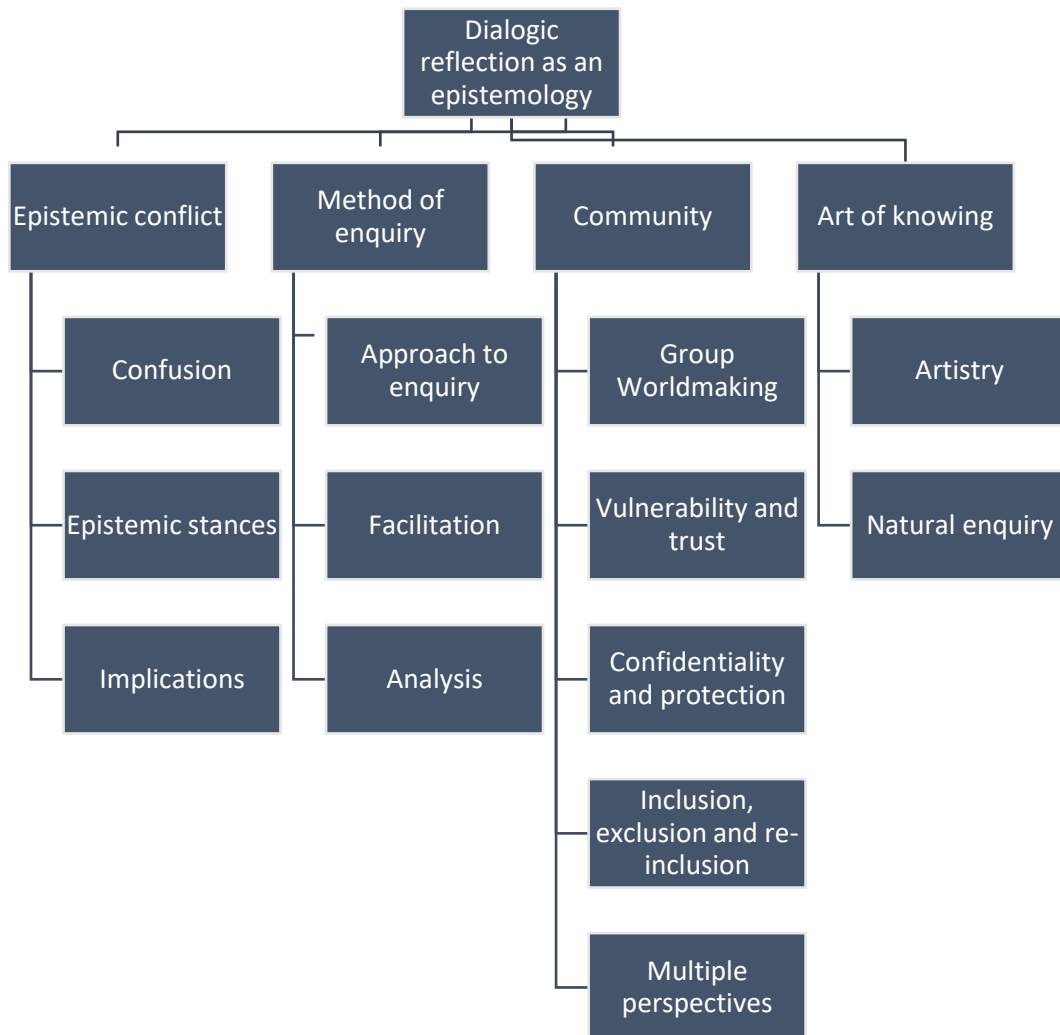 Dialogic
reflection as an
epistemology
Epistemic conflict
Method of
enquiry
Community
Art of knowing
Confusion
Epistemic stances
Implications
Approach to
enquiry
Facilitation
Analysis
Group
Worldmaking
Vulnerability and
trust
Confidentiality
and protection
Inclusion,
exclusion and re-
inclusion
Multiple
perspectives
Artistry
Natural enquiry